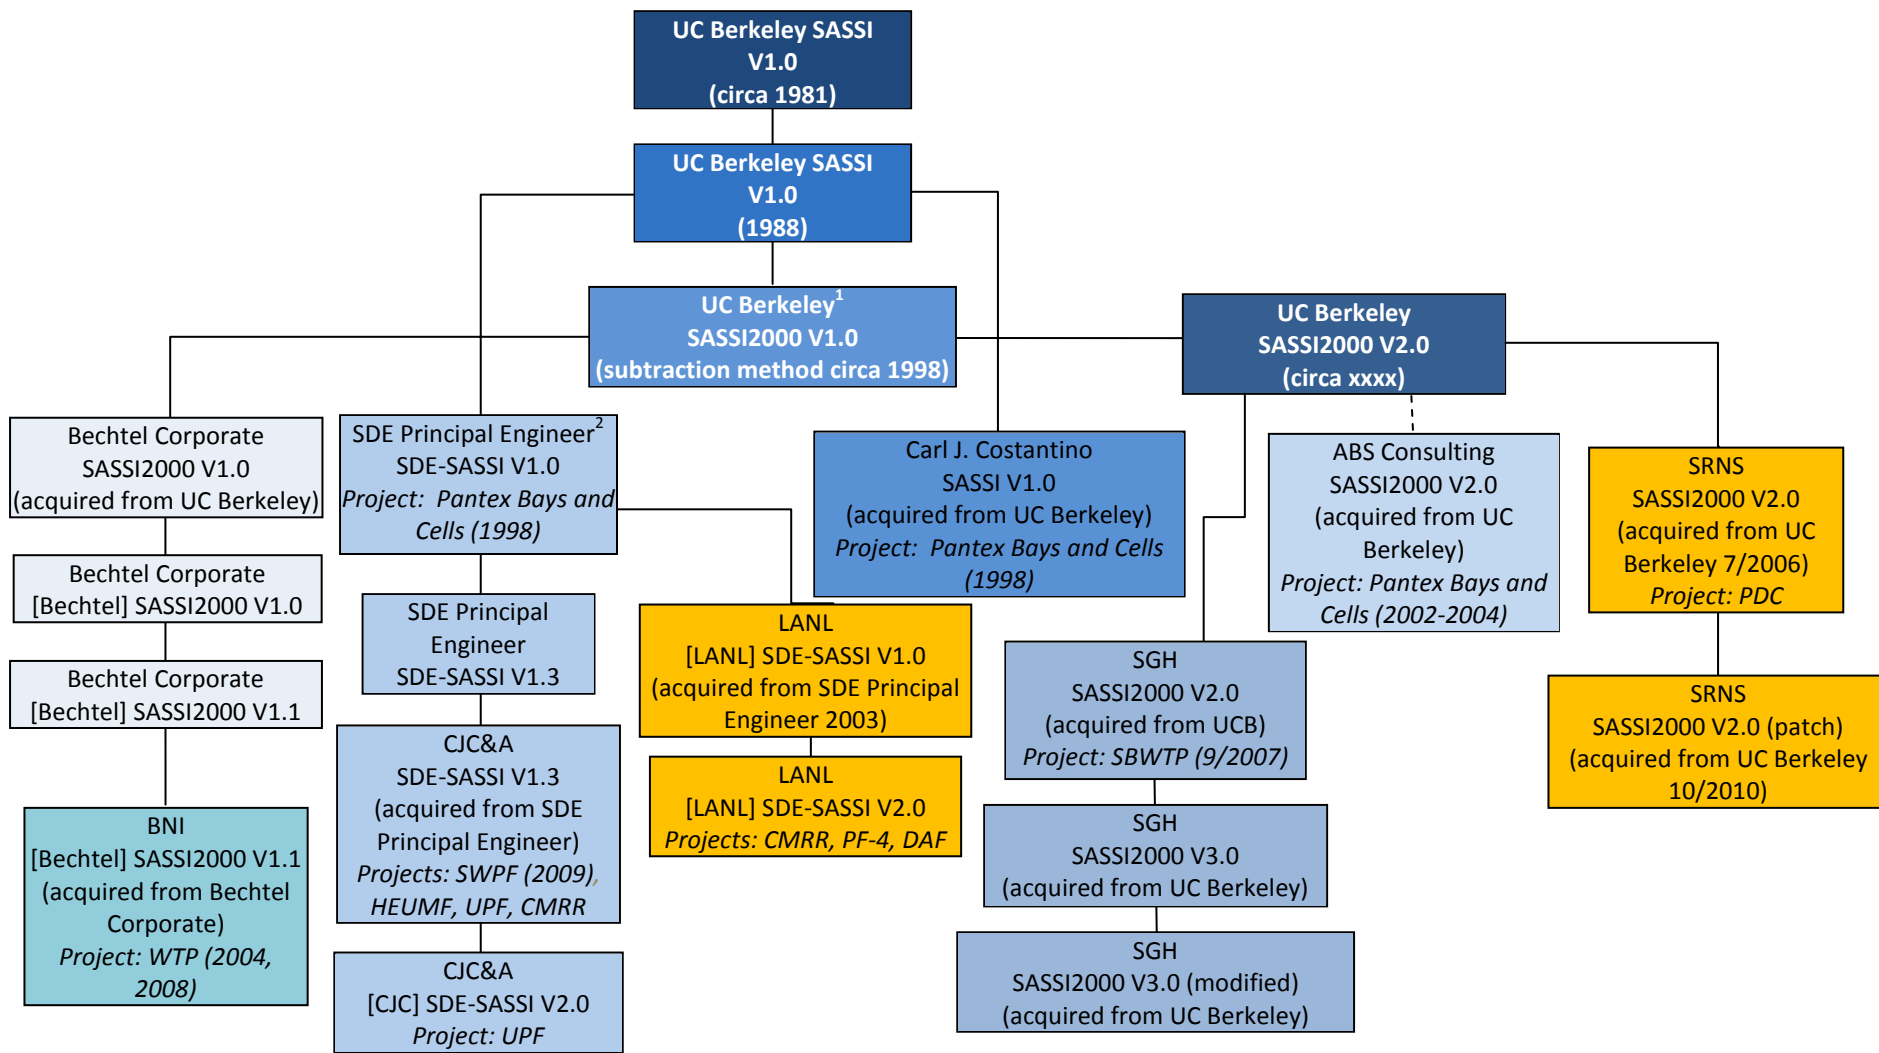 UC Berkeley SASSI
V1.0
(circa 1981)
UC Berkeley SASSI
V1.0
(1988)
UC Berkeley1
SASSI2000 V1.0
(subtraction method circa 1998)
UC Berkeley
SASSI2000 V2.0
(circa xxxx)
Bechtel Corporate
SASSI2000 V1.0
(acquired from UC Berkeley)
Bechtel Corporate
[Bechtel] SASSI2000 V1.0
Bechtel Corporate
[Bechtel] SASSI2000 V1.1
BNI
[Bechtel] SASSI2000 V1.1
(acquired from Bechtel
Corporate)
Project: WTP (2004,
2008)
SDE Principal Engineer2
SDE-SASSI V1.0
Project: Pantex Bays and
Cells (1998)
SDE Principal
Engineer
SDE-SASSI V1.3
CJC&A
SDE-SASSI V1.3
(acquired from SDE
Principal Engineer)
Projects: SWPF (2009),
HEUMF, UPF, CMRR
CJC&A
[CJC] SDE-SASSI V2.0
Project: UPF
LANL
[LANL] SDE-SASSI V1.0
(acquired from SDE Principal
Engineer 2003)
LANL
[LANL] SDE-SASSI V2.0
Projects: CMRR, PF-4, DAF
Carl J. Costantino
SASSI V1.0
(acquired from UC Berkeley)
Project: Pantex Bays and Cells
(1998)
SGH
SASSI2000 V2.0
(acquired from UCB)
Project: SBWTP (9/2007)
SGH
SASSI2000 V3.0
(acquired from UC Berkeley)
SGH
SASSI2000 V3.0 (modified)
(acquired from UC Berkeley)
ABS Consulting
SASSI2000 V2.0
(acquired from UC
Berkeley)
Project: Pantex Bays and
Cells (2002-2004)
SRNS
SASSI2000 V2.0
(acquired from UC
Berkeley 7/2006)
Project: PDC
SRNS
SASSI2000 V2.0 (patch)
(acquired from UC Berkeley
10/2010)